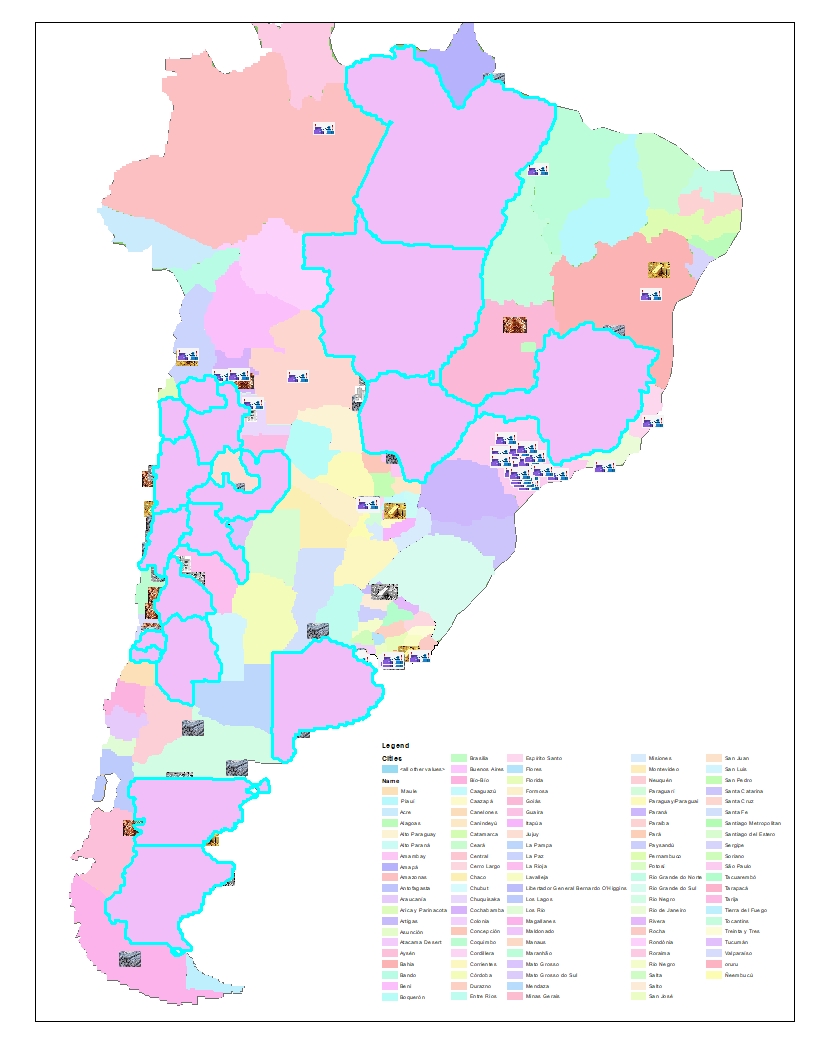 Legend
Cities
<all other values>
Name
Maule
Piauí
Acre
Alagoas
Alto Paraguay
Alto Paraná
Amambay
Amapá
Amazonas
Antofagasta
Araucanía
Arica y Parinacota
Artigas
Asunción
Atacama Desert
Aysén
Bahia
Bando
Beni
Boquerón
Brasília
Buenos Aires
Bío-Bío
Caaguazú
Caazapá
Canelones
Canindeyú
Catamarca
Ceará
Central
Cerro Largo
Chaco
Chubut
Chuquisaka
Cochabamba
Colonia
Concepción
Coquimbo
Cordillera
Corrientes
Córdoba
Durazno
Entre Ríos
Espírito Santo
Flores
Florida
Formosa
Goiás
Guaira
Itapúa
Jujuy
La Pampa
La Paz
La Rioja
Lavalleja
Libertador General Bernardo O'Higgins
Los Lagos
Los Río
Magallanes
Maldonado
Manaus
Maranhão
Mato Grosso
Mato Grosso do Sul
Mendaza
Minas Gerais
Misiones
Montevideo
Neuquén
Paraguarí
Paraguay/Paraguaí
Paraná
Paraíba
Pará
Paysandú
Pernambuco
Potosí
Rio Grande do Norte
Rio Grande do Sul
Rio Negro
Rio de Janeiro
Rivera
Rocha
Rondônia
Roraima
Río Negro
Salta
Salto
San José
San Juan
San Luis
San Pedro
Santa Catarina
Santa Cruz
Santa Fe
Santiago Metropolitan
Santiago del Estero
Sergipe
Soriano
São Paulo
Tacuarembó
Tarapacá
Tarija
Tierra del Fuego
Tocantins
Treinta y Tres
Tucumán
Valparaiso
oruru
Ñeembucú